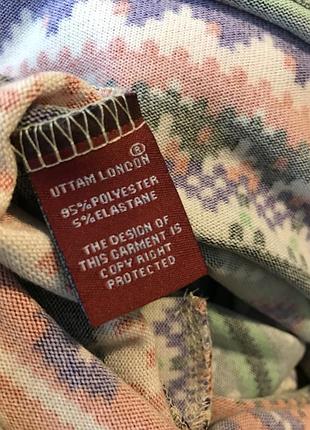 UTTAM LONDON®
95% POLYESTER
5% ELASTANE
THE DESIGN OF
THIS GARMENT IS
COPY RIGHT
PROTECTED